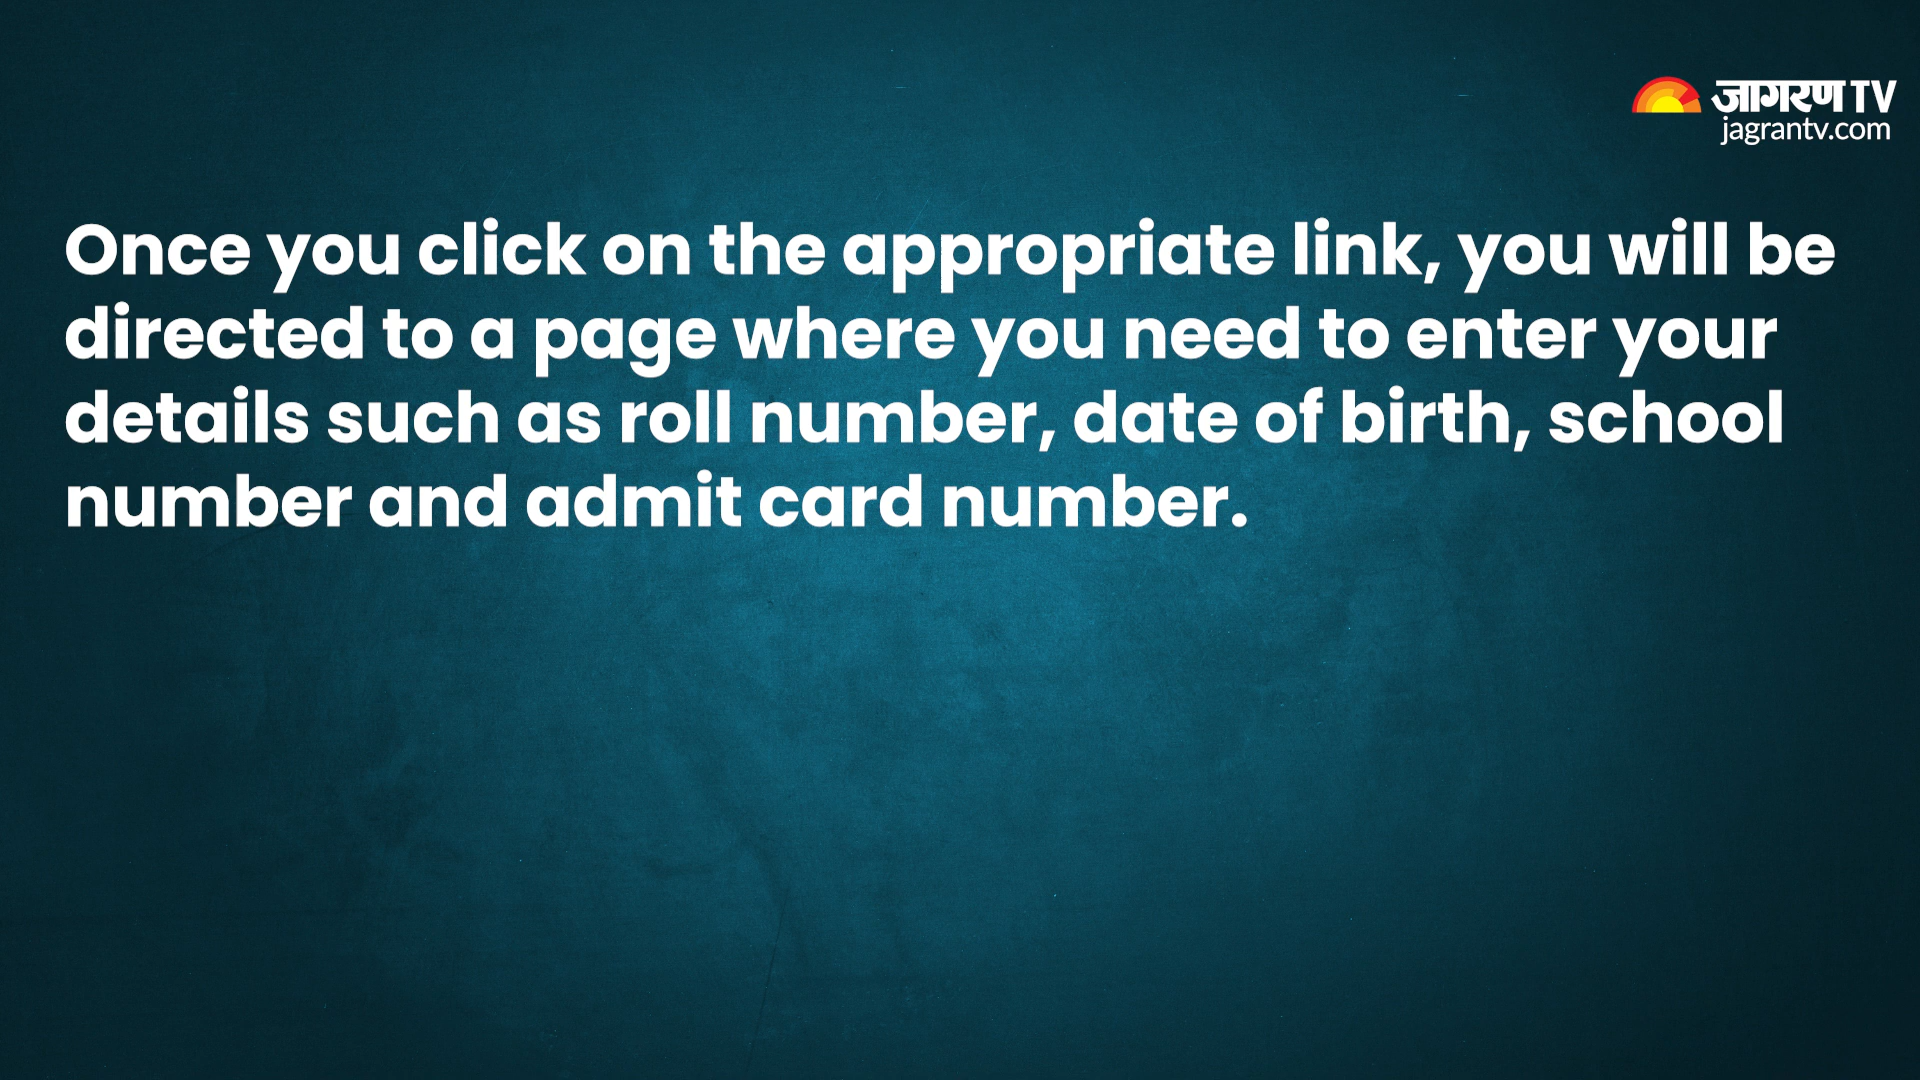 जागरण TV
jagrantv.com
Once you click on the appropriate link, you will be
directed to a page where you need to enter your
details such as roll number, date of birth, school
number and admit card number.